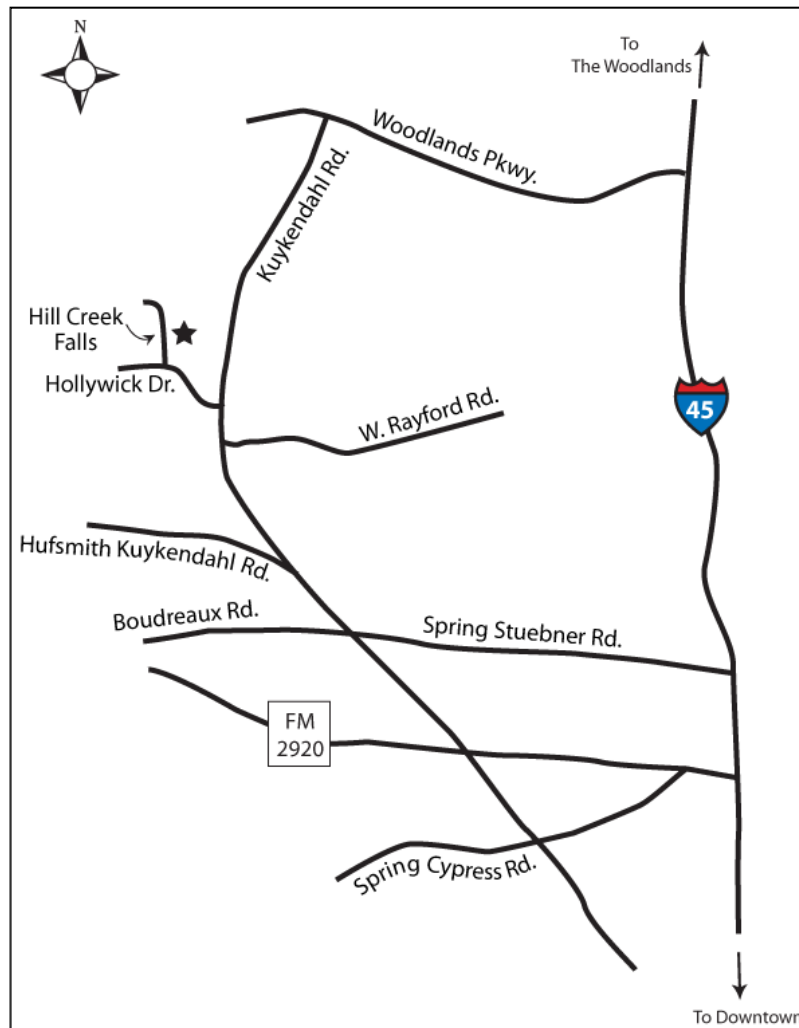 N
To
The Woodlands
Woodlands Pkwy.
Kuykendahl Rd.
Hill Creek
Falls
Hollywick Dr.
45
W. Rayford Rd.
Hufsmith Kuykendahl Rd.
Boudreaux Rd.
Spring Stuebner Rd.
FM
2920
Spring Cypress Rd.
To Downtown